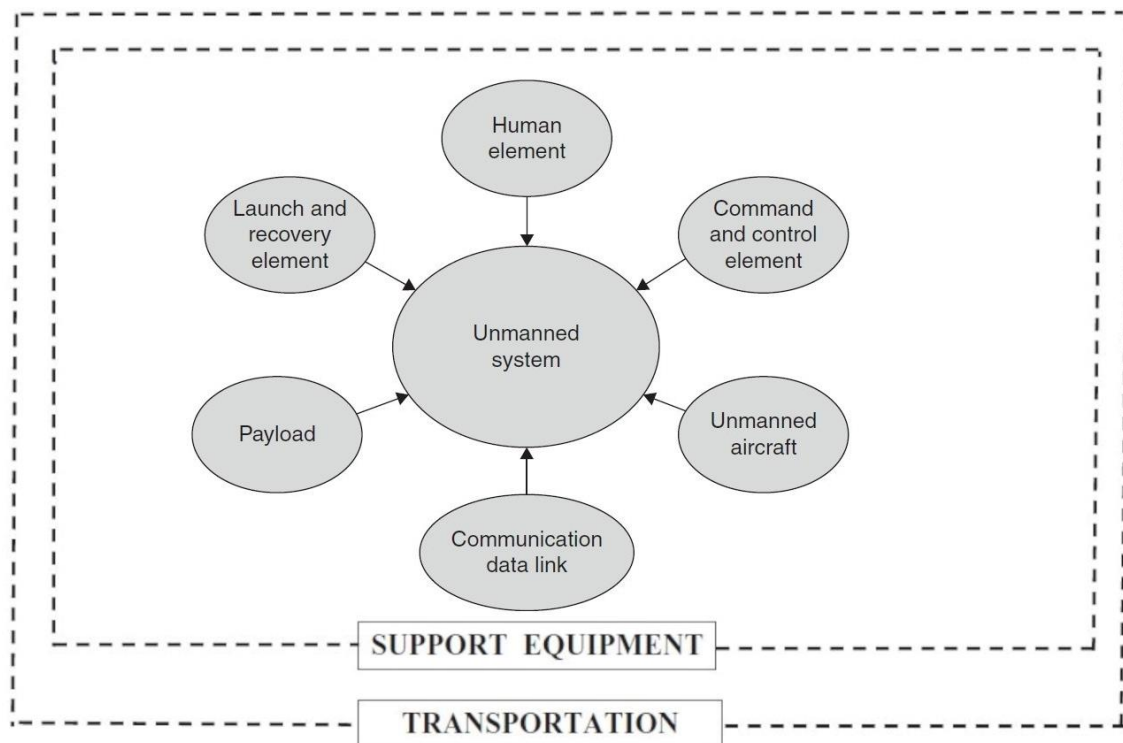 Human
element
Launch and
recovery
element
Command
and control
element
Unmanned
system
Payload
Unmanned
aircraft
Communication
data link
SUPPORT EQUIPMENT
TRANSPORTATION